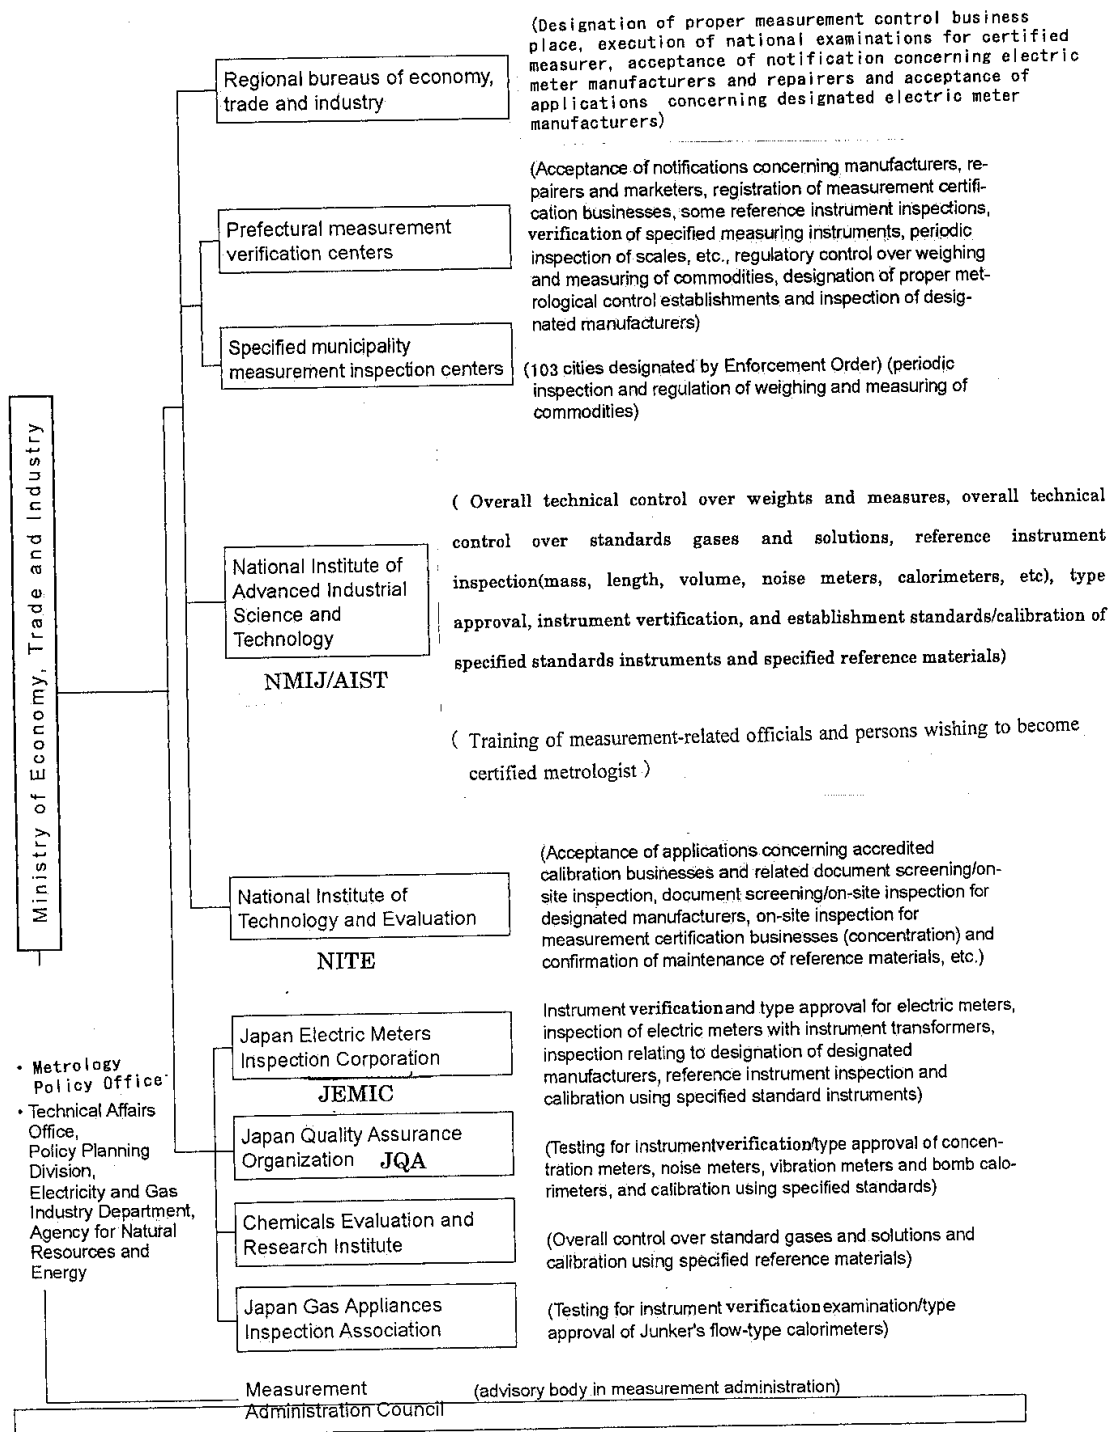 (Designation of proper measurement control business
place, execution of national examinations for certified
measurer, acceptance of notification concerning electric
meter manufacturers and repairers and acceptance of
applications concerning designated electric meter
manufacturers)
Regional bureaus of economy,
trade and industry
(Acceptance of notifications concerning manufacturers, re-
pairers and marketers, registration of measurement certifi-
cation businesses, some reference instrument inspections,
verification of specified measuring instruments, periodic
inspection of scales, etc., regulatory control over weighing
and measuring of commodities, designation of proper met-
rological control establishments and inspection of desig-
nated manufacturers)
Prefectural measurement
verification centers
Specified municipality
measurement inspection centers
(103 cities designated by Enforcement Order) (periodic
inspection and regulation of weighing and measuring of
commodities)
Ministry of Economy, Trade and Industry
( Overall technical control over weights and measures, overall technical
control over standards gases and solutions, reference instrument
inspection(mass, length, volume, noise meters, calorimeters, etc), type
approval, instrument vertification, and establishment standards/calibration of
specified standards instruments and specified reference materials)
National Institute of
Advanced Industrial
Science and
Technology
NMIJ/AIST
( Training of measurement-related officials and persons wishing to become
certified metrologist )
(Acceptance of applications concerning accredited
calibration businesses and related document screening/on-
site inspection, document screening/on-site inspection for
designated manufacturers, on-site inspection for
measurement certification businesses (concentration) and
confirmation of maintenance of reference materials, etc.)
National Institute of
Technology and Evaluation
NITE
Instrument verification and type approval for electric meters,
inspection of electric meters with instrument transformers,
inspection relating to designation of designated
manufacturers, reference instrument inspection and
calibration using specified standard instruments)
Japan Electric Meters
Inspection Corporation
JEMIC
• Metrology
Policy Office
• Technical Affairs
Office,
Policy Planning
Division,
Electricity and Gas
Industry Department,
Agency for Natural
Resources and
Energy
Japan Quality Assurance
Organization JQA
(Testing for instrument verification/type approval of concen-
tration meters, noise meters, vibration meters and bomb calo-
rimeters, and calibration using specified standards)
Chemicals Evaluation and
Research Institute
(Overall control over standard gases and solutions and
calibration using specified reference materials)
Japan Gas Appliances
Inspection Association
(Testing for instrument verification examination/type
approval of Junker's flow-type calorimeters)
Measurement
Administration Council
(advisory body in measurement administration)